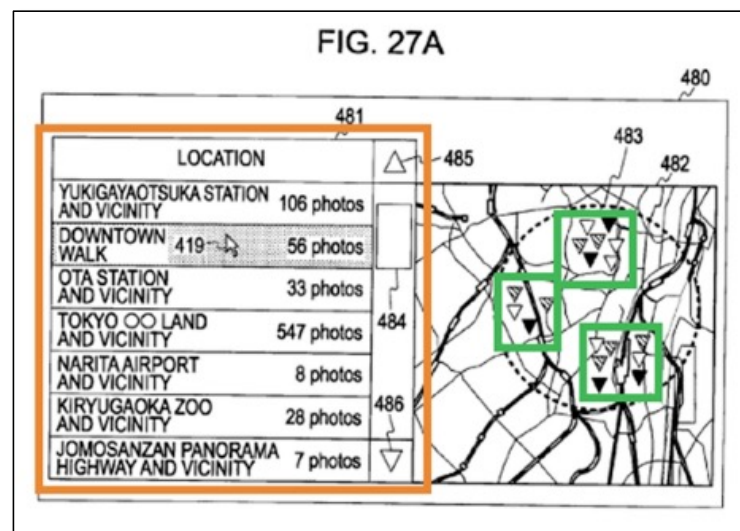 FIG. 27A
480
481
483
482
LOCATION
485
YUKIGAYAOTSUKA STATION
AND VICINITY 106 photos
DOWNTOWN
WALK 419 56 photos
OTA STATION
AND VICINITY 33 photos
484
TOKYO OO LAND
AND VICINITY 547 photos
NARITA AIRPORT
AND VICINITY 8 photos
KIRYUGAOKA ZOO
AND VICINITY 28 photos
486
JOMOSANZAN PANORAMA
HIGHWAY AND VICINITY 7 photos